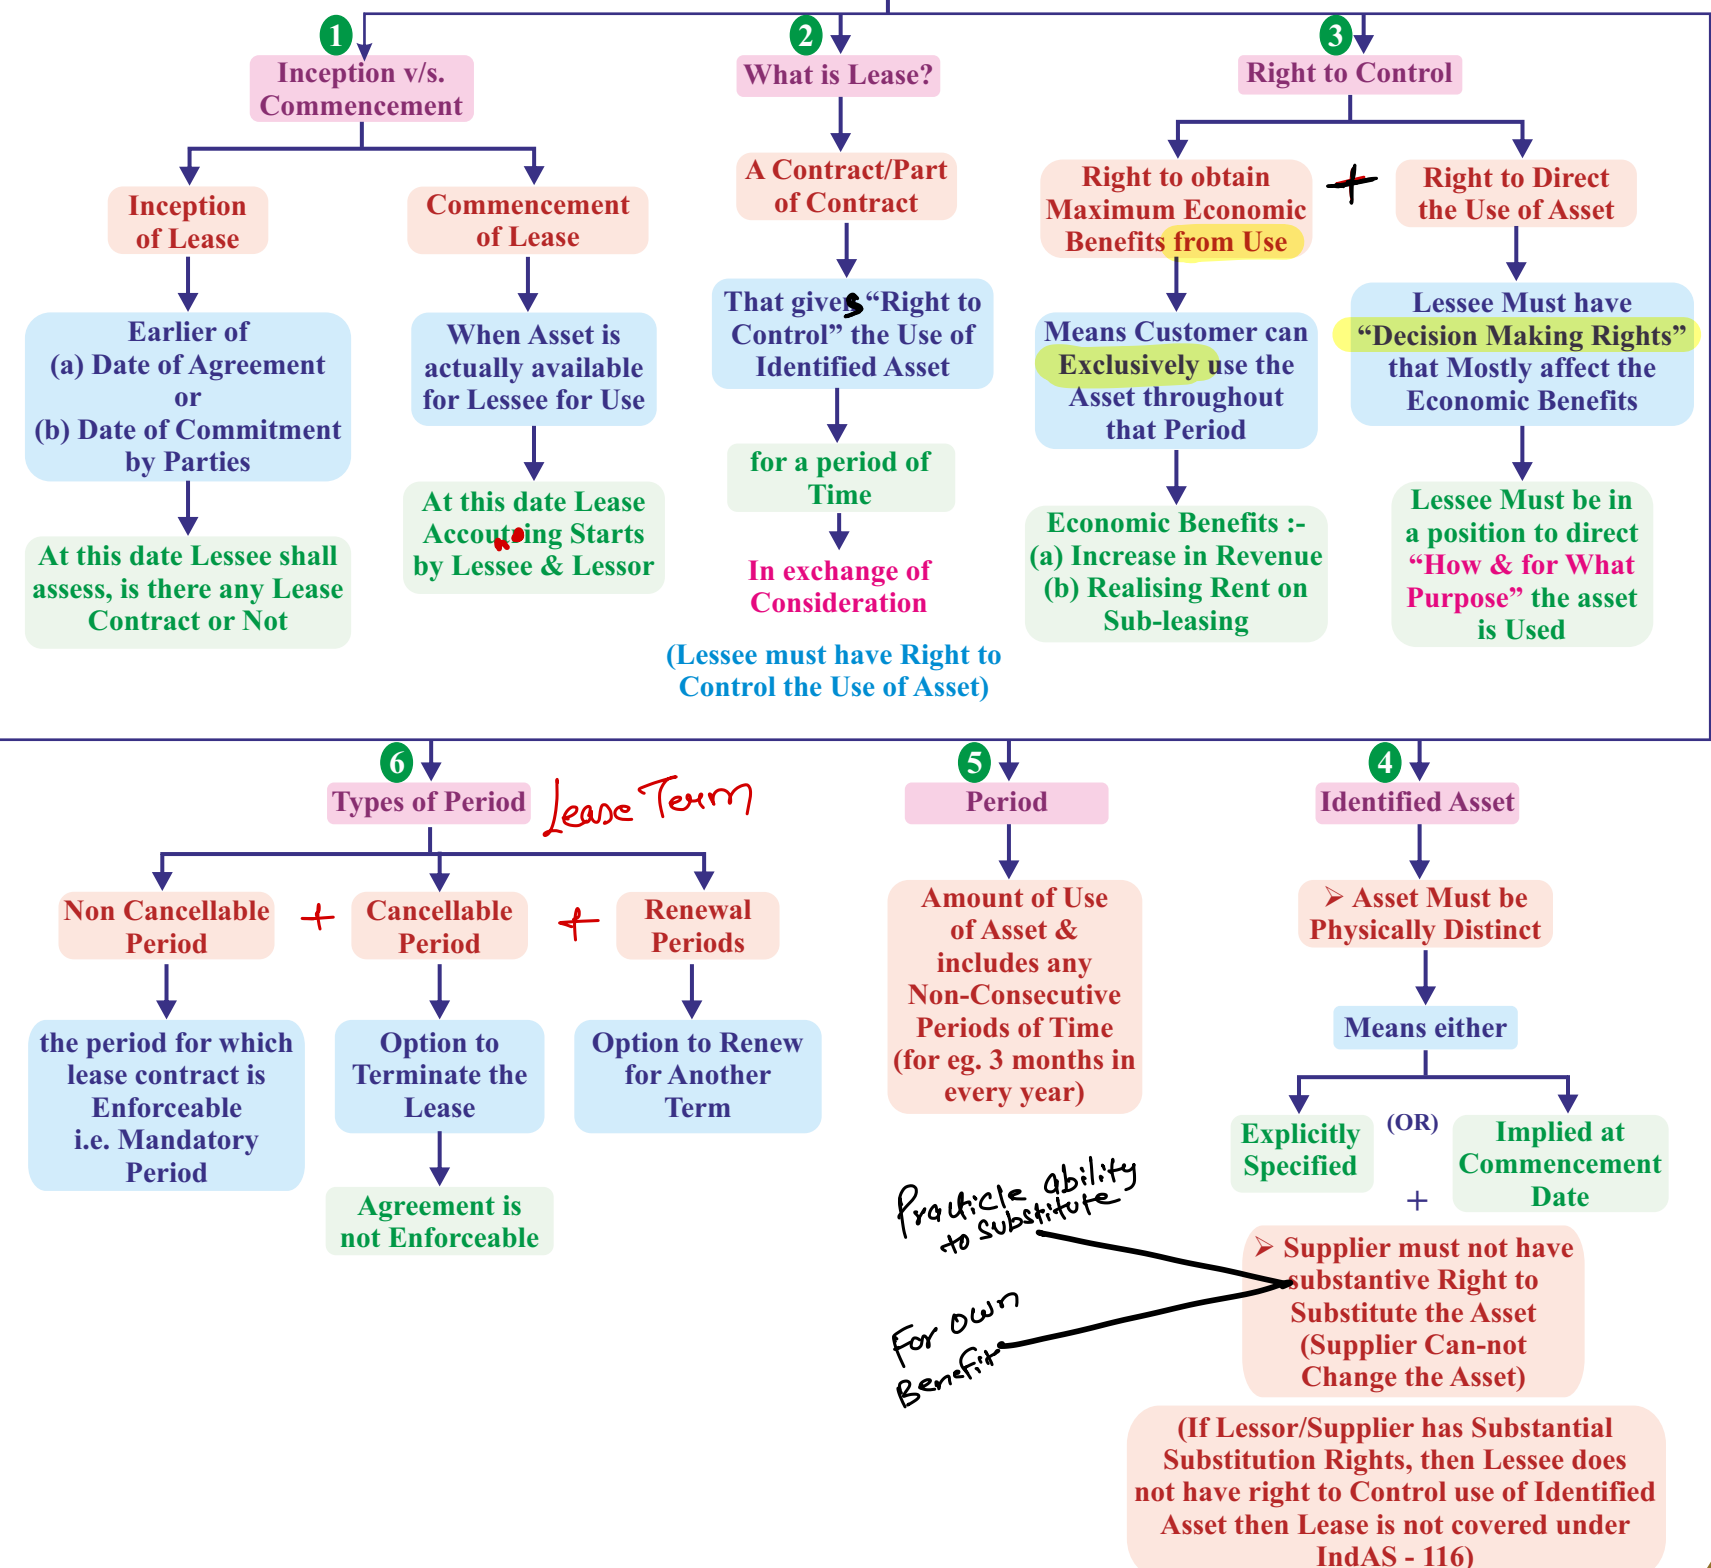 1
Inception v/s.
Commencement
Inception
of Lease
Earlier of
(a) Date of Agreement
or
(b) Date of Commitment
by Parties
At this date Lessee shall
assess, is there any Lease
Contract or Not
Commencement
of Lease
When Asset is
actually available
for Lessee for Use
At this date Lease
Accoutning Starts
by Lessee & Lessor
2
What is Lease?
A Contract/Part
of Contract
That gives “Right to
Control” the Use of
Identified Asset
for a period of
Time
In exchange of
Consideration
(Lessee must have Right to
Control the Use of Asset)
3
Right to Control
Right to obtain
Maximum Economic
Benefits from Use
Means Customer can
Exclusively use the
Asset throughout
that Period
Economic Benefits :-
(a) Increase in Revenue
(b) Realising Rent on
Sub-leasing
+
Right to Direct
the Use of Asset
Lessee Must have
“Decision Making Rights”
that Mostly affect the
Economic Benefits
Lessee Must be in
a position to direct
“How & for What
Purpose” the asset
is Used
6
Types of Period
Lease Term
Non Cancellable
Period
the period for which
lease contract is
Enforceable
i.e. Mandatory
Period
+
Cancellable
Period
Option to
Terminate the
Lease
Agreement is
not Enforceable
+
Renewal
Periods
Option to Renew
for Another
Term
5
Period
Amount of Use
of Asset &
includes any
Non-Consecutive
Periods of Time
(for eg. 3 months in
every year)
4
Identified Asset
➢ Asset Must be
Physically Distinct
Means either
Explicitly
Specified
(OR)
Implied at
Commencement
Date
+
➢ Supplier must not have
substantive Right to
Substitute the Asset
(Supplier Can-not
Change the Asset)
Practicle ability
to substitute
For own
Benefit
(If Lessor/Supplier has Substantial
Substitution Rights, then Lessee does
not have right to Control use of Identified
Asset then Lease is not covered under
IndAS - 116)